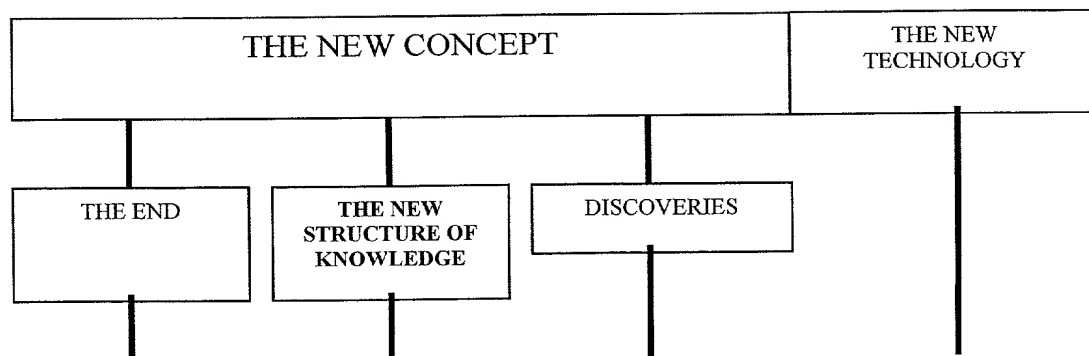 THE NEW CONCEPT
THE NEW
TECHNOLOGY
THE END
THE NEW
STRUCTURE OF
KNOWLEDGE
DISCOVERIES